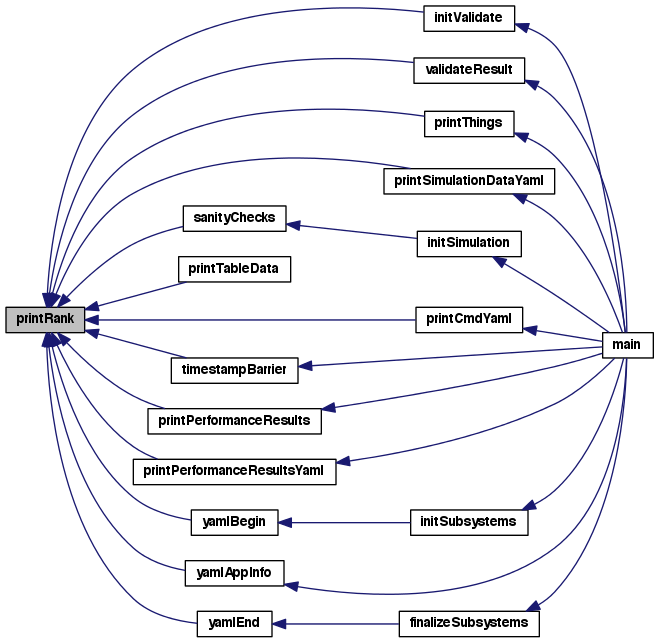 initValidate
validateResult
printThings
printSimulationDataYaml
sanityChecks
initSimulation
printTableData
printRank
printCmdYaml
main
timestampBarrier
printPerformanceResults
printPerformanceResultsYaml
yamlBegin
initSubsystems
yamlAppInfo
yamlEnd
finalizeSubsystems